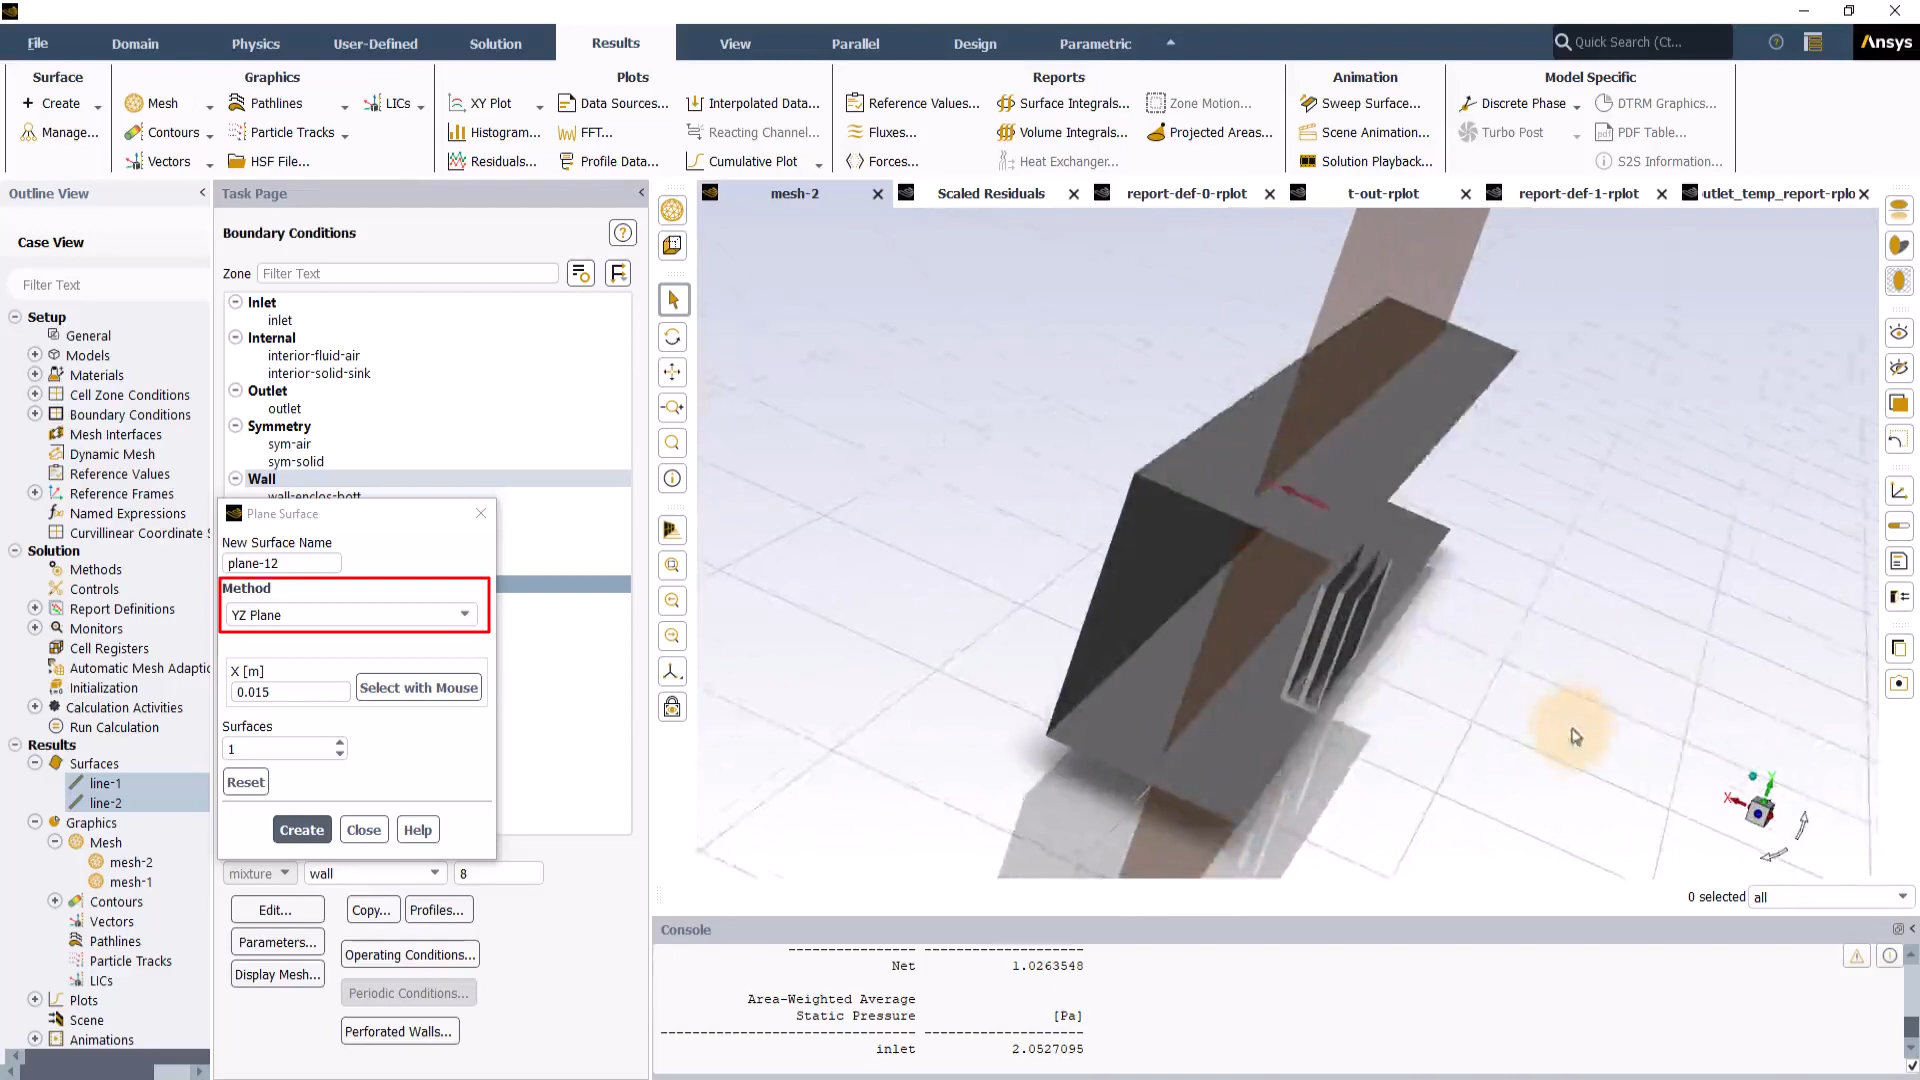 File
Domain
Physics
User-Defined
Solution
Results
View
Parallel
Design
Parametric
Quick Search (Ct...
Ansys
Surface
Graphics
Plots
Reports
Animation
Model Specific
Create
Mesh
Pathlines
LICs
XY Plot
Data Sources...
Interpolated Data...
Reference Values...
Surface Integrals...
Zone Motion...
Sweep Surface...
Discrete Phase
DTRM Graphics...
Manage...
Contours
Particle Tracks
Histogram...
FFT...
Reacting Channel...
Fluxes...
Volume Integrals...
Projected Areas...
Scene Animation...
Turbo Post
PDF Table...
Vectors
HSF File...
Residuals...
Profile Data...
Cumulative Plot
Forces...
Heat Exchanger...
Solution Playback...
S2S Information...
Outline View
Case View
Filter Text
Setup
General
Models
Materials
Cell Zone Conditions
Boundary Conditions
Mesh Interfaces
Dynamic Mesh
Reference Values
Reference Frames
Named Expressions
Curvillinear Coordinate S
Solution
Methods
Controls
Report Definitions
Monitors
Cell Registers
Automatic Mesh Adaptic
Initialization
Calculation Activities
Run Calculation
Results
Surfaces
line-1
line-2
Graphics
Mesh
mesh-2
mesh-1
Contours
Vectors
Pathlines
Particle Tracks
LICs
Plots
Scene
Animations
Task Page
Boundary Conditions
Zone
Filter Text
Inlet
inlet
Internal
interior-fluid-air
interior-solid-sink
Outlet
outlet
Symmetry
sym-air
sym-solid
Wall
wall-enclos-bott
Plane Surface
New Surface Name
plane-12
Method
YZ Plane
X [m]
0.015
Select with Mouse
Surfaces
1
Reset
Create
Close
Help
mixture
wall
8
Edit...
Copy...
Profiles...
Parameters...
Operating Conditions...
Display Mesh...
Periodic Conditions...
Perforated Walls...
mesh-2
Scaled Residuals
report-def-0-rplot
t-out-rplot
report-def-1-rplot
utlet_temp_report-rplo
X
Y
0 selected
all
Console
---------------- --------------------
Net 1.0263548
Area-Weighted Average
Static Pressure [Pa]
-------------------------------- --------------------
inlet 2.0527095